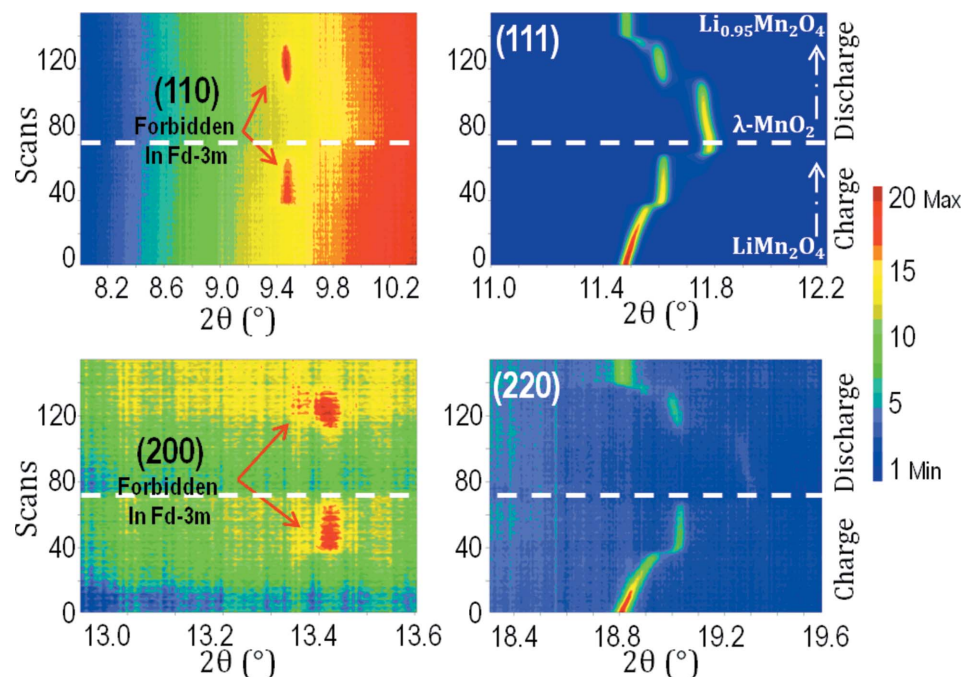 Scans
120
80
40
0
(110)
Forbidden
In Fd-3m
8.2 8.6 9.0 9.4 9.8 10.2
2θ (°)
(111)
Li0.95Mn2O4
λ-MnO2
LiMn2O4
Discharge
Charge
11.0 11.4 11.8 12.2
2θ (°)
20 Max
15
10
5
1 Min
Scans
120
80
40
0
(200)
Forbidden
In Fd-3m
13.0 13.2 13.4 13.6
2θ (°)
(220)
Discharge
Charge
18.4 18.8 19.2 19.6
2θ (°)